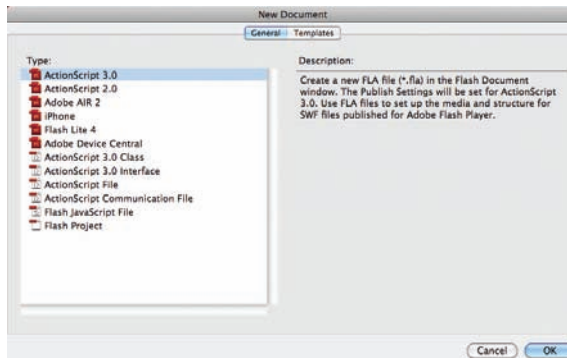 New Document
General Templates
Type:
ActionScript 3.0
ActionScript 2.0
Adobe AIR 2
iPhone
Flash Lite 4
Adobe Device Central
ActionScript 3.0 Class
ActionScript 3.0 Interface
ActionScript File
ActionScript Communication File
Flash JavaScript File
Flash Project
Description:
Create a new FLA file (*.fla) in the Flash Document
window. The Publish Settings will be set for ActionScript
3.0. Use FLA files to set up the media and structure for
SWF files published for Adobe Flash Player.
Cancel OK